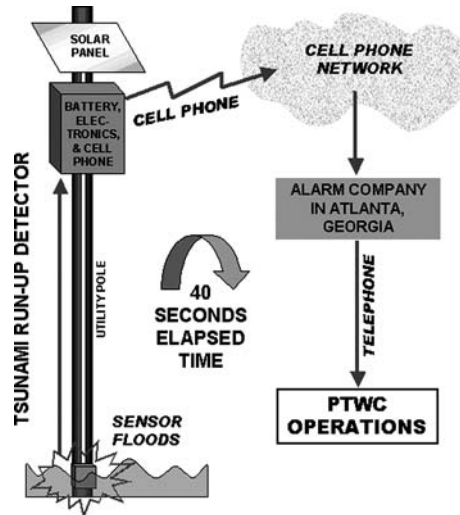 SOLAR
PANEL
BATTERY,
ELEC-
TRONICS,
& CELL
PHONE
CELL PHONE
CELL PHONE
NETWORK
ALARM COMPANY
IN ATLANTA,
GEORGIA
TELEPHONE
PTWC
OPERATIONS
40
SECONDS
ELAPSED
TIME
TSUNAMI RUN-UP DETECTOR
UTILITY POLE
SENSOR
FLOODS